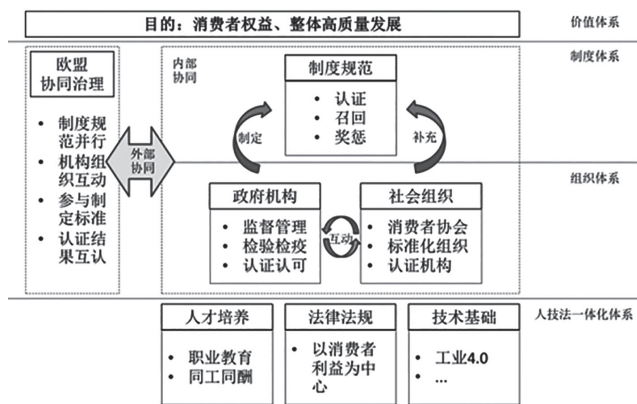 目的：消费者权益、整体高质量发展
价值体系
欧盟
协同治理
• 制度规
范并行
• 机构组
织互动
• 参与制
定标准
• 认证结
果互认
外部
协同
内部
协同
制度规范
• 认证
• 召回
• 奖惩
制度体系
制定
补充
组织体系
政府机构
• 监督管理
• 检验检疫
• 认证认可
互动
社会组织
• 消费者协会
• 标准化组织
• 认证机构
人才培养
• 职业教育
• 同工同酬
法律法规
• 以消费者
利益为中
心
技术基础
• 工业4.0
• ...
人技法一体化体系